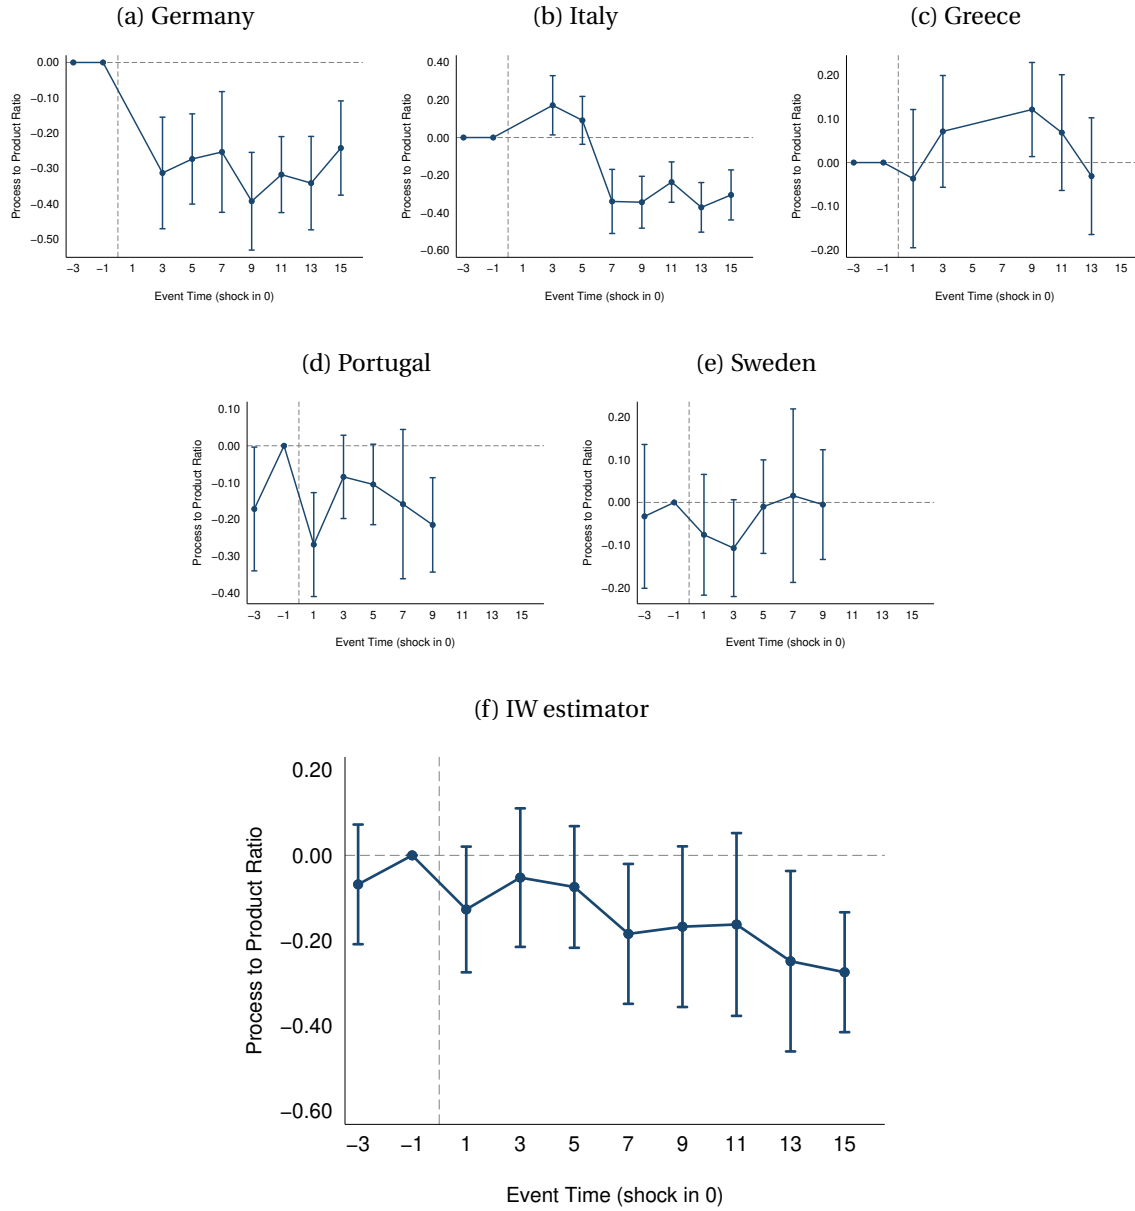 (a) Germany
(b) Italy
(c) Greece
Process to Product Ratio
0.00
−0.10
−0.20
−0.30
−0.40
−0.50
−3 −1 1 3 5 7 9 11 13 15
Event Time (shock in 0)
Process to Product Ratio
0.40
0.20
0.00
−0.20
−0.40
−0.60
−3 −1 1 3 5 7 9 11 13 15
Event Time (shock in 0)
Process to Product Ratio
0.20
0.10
0.00
−0.10
−0.20
−3 −1 1 3 5 7 9 11 13 15
Event Time (shock in 0)
(d) Portugal
(e) Sweden
Process to Product Ratio
0.10
0.00
−0.10
−0.20
−0.30
−0.40
−3 −1 1 3 5 7 9 11 13 15
Event Time (shock in 0)
Process to Product Ratio
0.20
0.10
0.00
−0.10
−0.20
−3 −1 1 3 5 7 9 11 13 15
Event Time (shock in 0)
(f) IW estimator
Process to Product Ratio
0.20
0.00
−0.20
−0.40
−0.60
−3 −1 1 3 5 7 9 11 13 15
Event Time (shock in 0)